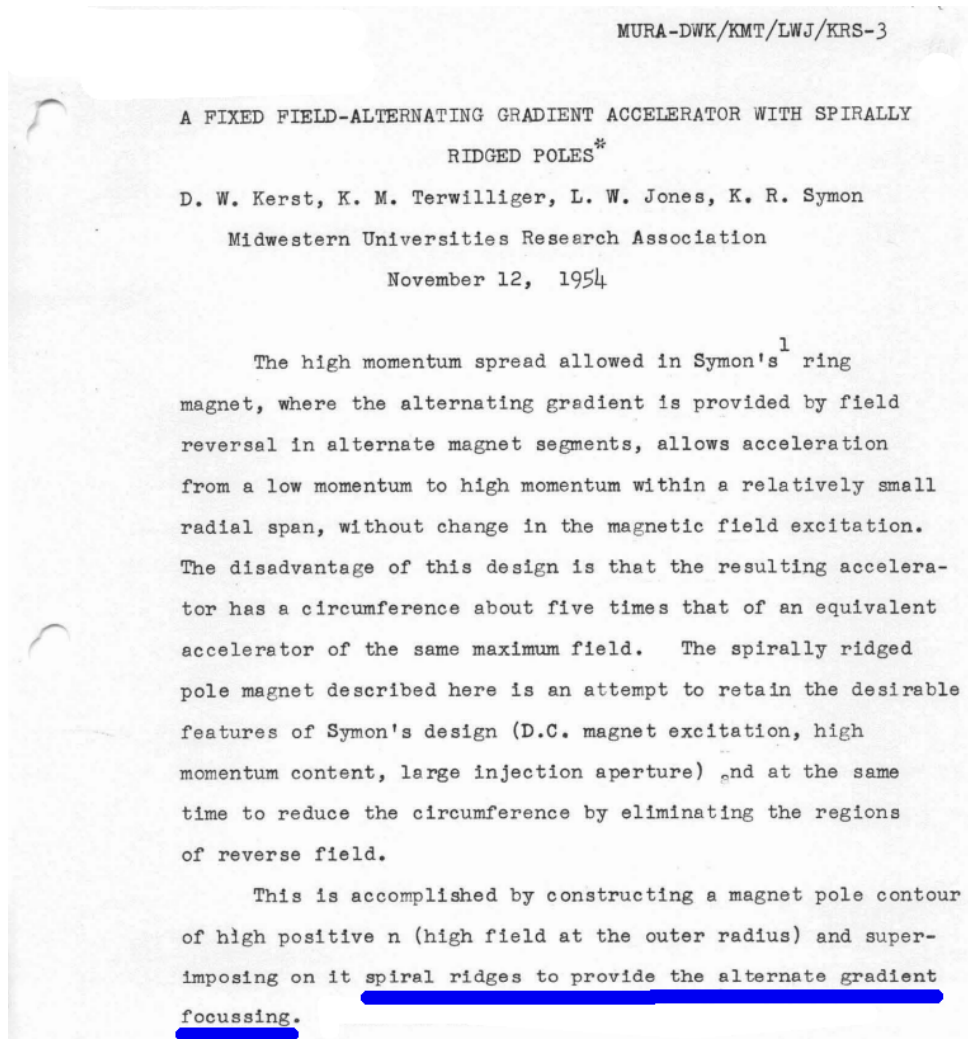 MURA-DWK/KMT/LWJ/KRS-3
A FIXED FIELD-ALTERNATING GRADIENT ACCELERATOR WITH SPIRALLY
RIDGED POLES*
D. W. Kerst, K. M. Terwilliger, L. W. Jones, K. R. Symon
Midwestern Universities Research Association
November 12, 1954
The high momentum spread allowed in Symon's1 ring
magnet, where the alternating gradient is provided by field
reversal in alternate magnet segments, allows acceleration
from a low momentum to high momentum within a relatively small
radial span, without change in the magnetic field excitation.
The disadvantage of this design is that the resulting accelera-
tor has a circumference about five times that of an equivalent
accelerator of the same maximum field. The spirally ridged
pole magnet described here is an attempt to retain the desirable
features of Symon's design (D.C. magnet excitation, high
momentum content, large injection aperture) and at the same
time to reduce the circumference by eliminating the regions
of reverse field.
This is accomplished by constructing a magnet pole contour
of high positive n (high field at the outer radius) and super-
imposing on it spiral ridges to provide the alternate gradient
focussing.